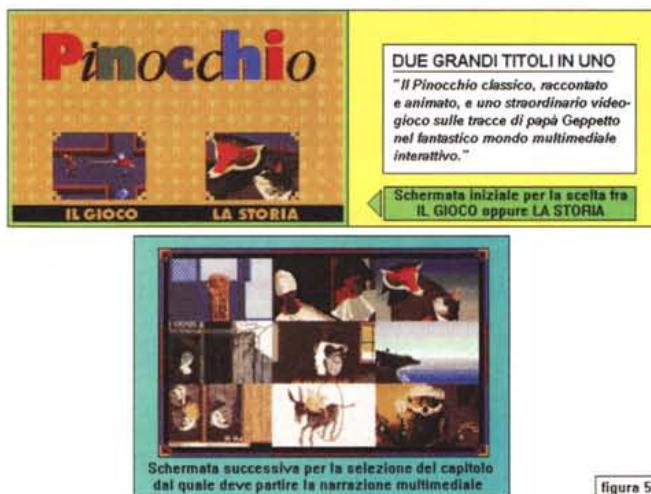 Pinocchio
IL GIOCO
LA STORIA
DUE GRANDI TITOLI IN UNO
"Il Pinocchio classico, raccontato
e animato, e uno straordinario video-
gioco sulle tracce di papà Geppetto
nel fantastico mondo multimediale
interattivo."
Schermata iniziale per la scelta fra
IL GIOCO oppure LA STORIA
Schermata successiva per la selezione del capitolo
dal quale deve partire la narrazione multimediale
figura 5